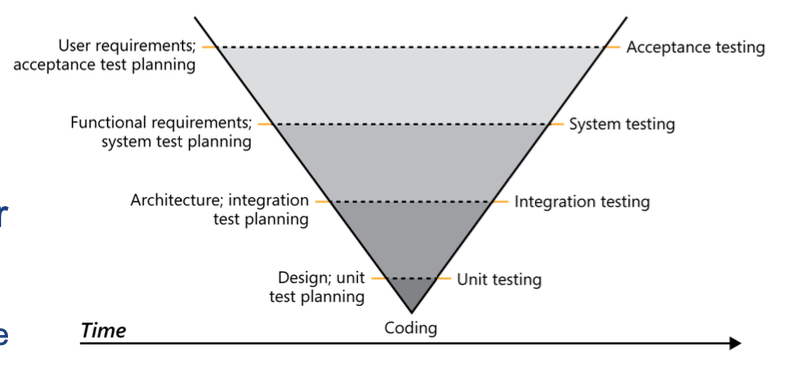 User requirements;
acceptance test planning
Acceptance testing
Functional requirements;
system test planning
System testing
Architecture; integration
test planning
Integration testing
r
Design; unit
test planning
Unit testing
Coding
Time
e